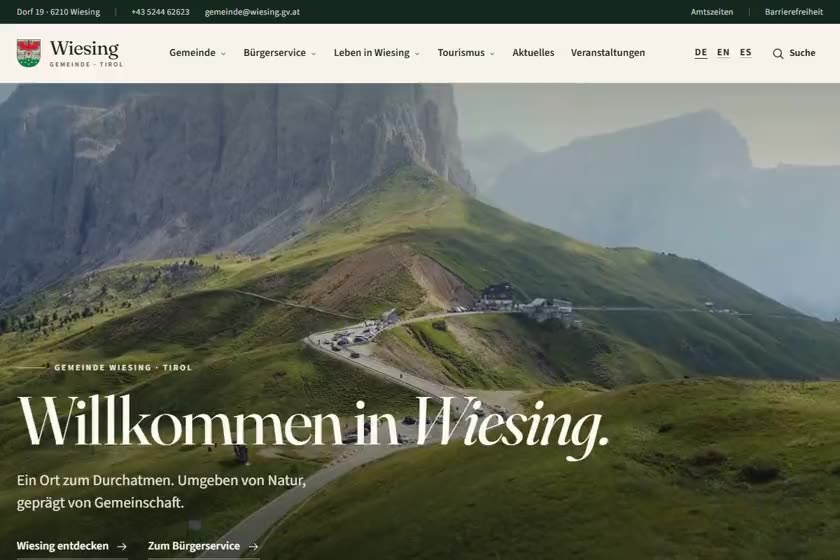 Dorf 19 · 6210 Wiesing
+43 5244 62623
gemeinde@wiesing.gv.at
Amtszeiten
Barrierefreiheit
Wiesing
GEMEINDE · TIROL
Gemeinde
Bürgerservice
Leben in Wiesing
Tourismus
Aktuelles
Veranstaltungen
DE EN ES
Suche
GEMEINDE WIESING · TIROL
Willkommen in Wiesing.
Ein Ort zum Durchatmen. Umgeben von Natur,
geprägt von Gemeinschaft.
Wiesing entdecken →
Zum Bürgerservice →